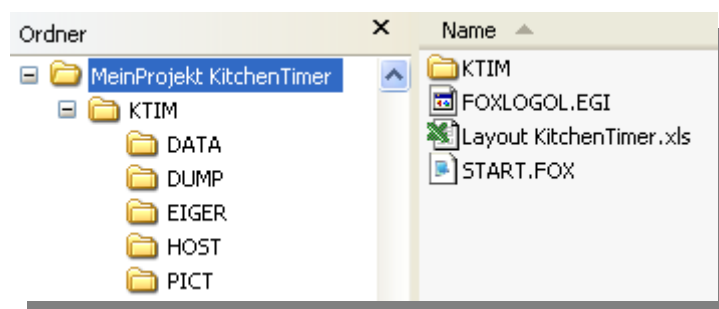 Ordner
MeinProjekt KitchenTimer
KTIM
DATA
DUMP
EIGER
HOST
PICT
Name
KTIM
FOXLOGOL.EGI
Layout KitchenTimer.xls
START.FOX